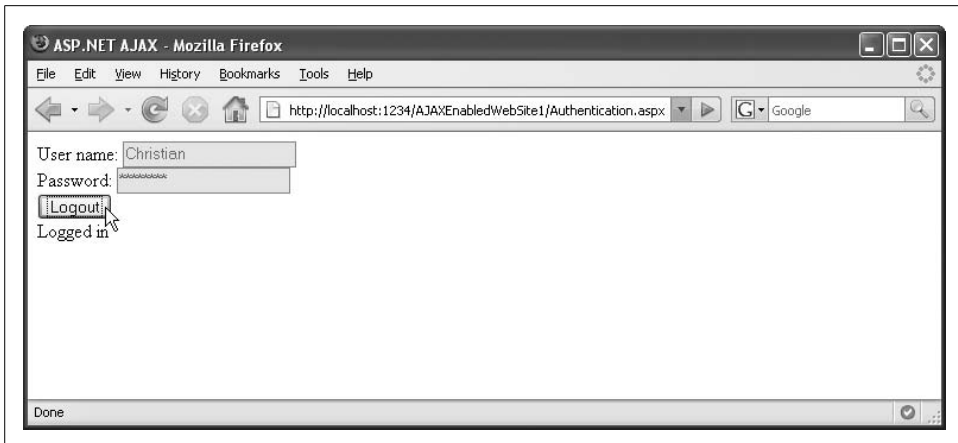 ASP.NET AJAX - Mozilla Firefox
File Edit View History Bookmarks Tools Help
http://localhost:1234/AJAXEnabledWebSite1/Authentication.aspx G Google
User name: Christian
Password: ********
Logout
Logged in
Done